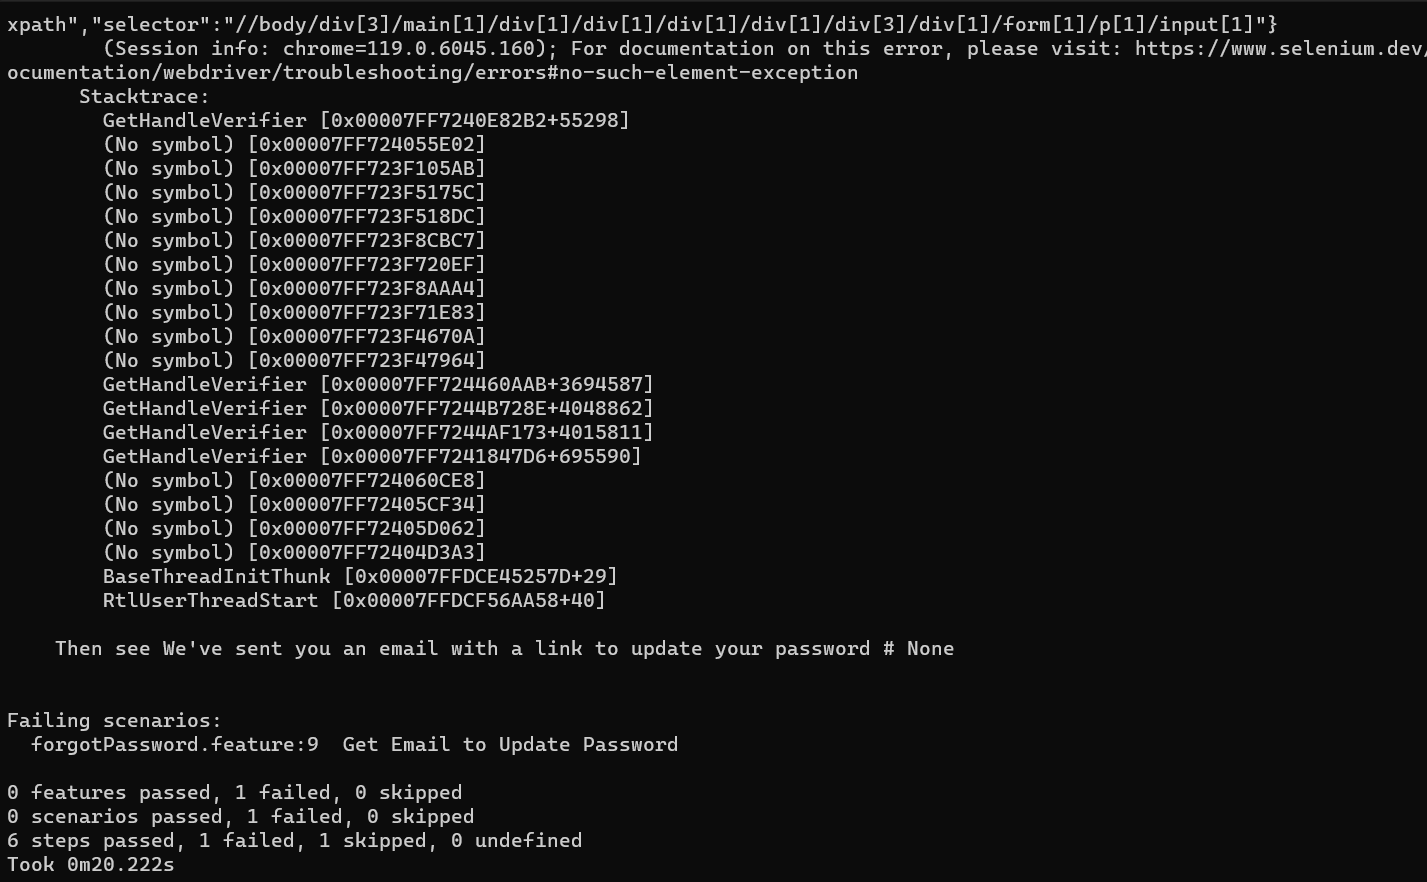 xpath","selector":"//body/div[3]/main[1]/div[1]/div[1]/div[1]/div[1]/div[3]/div[1]/form[1]/p[1]/input[1]"}
(Session info: chrome=119.0.6045.160); For documentation on this error, please visit: https://www.selenium.dev/
ocumentation/webdriver/troubleshooting/errors#no-such-element-exception
Stacktrace:
GetHandleVerifier [0x00007FF7240E82B2+55298]
(No symbol) [0x00007FF724055E02]
(No symbol) [0x00007FF723F105AB]
(No symbol) [0x00007FF723F5175C]
(No symbol) [0x00007FF723F518DC]
(No symbol) [0x00007FF723F8CBC7]
(No symbol) [0x00007FF723F720EF]
(No symbol) [0x00007FF723F8AAA4]
(No symbol) [0x00007FF723F71E83]
(No symbol) [0x00007FF723F4670A]
(No symbol) [0x00007FF723F47964]
GetHandleVerifier [0x00007FF724460AAB+3694587]
GetHandleVerifier [0x00007FF7244B728E+4048862]
GetHandleVerifier [0x00007FF7244AF173+4015811]
GetHandleVerifier [0x00007FF7241847D6+695590]
(No symbol) [0x00007FF724060CE8]
(No symbol) [0x00007FF72405CF34]
(No symbol) [0x00007FF72405D062]
(No symbol) [0x00007FF72404D3A3]
BaseThreadInitThunk [0x00007FFDCE45257D+29]
RtlUserThreadStart [0x00007FFDCF56AA58+40]
Then see We've sent you an email with a link to update your password # None
Failing scenarios:
forgotPassword.feature:9  Get Email to Update Password
0 features passed, 1 failed, 0 skipped
0 scenarios passed, 1 failed, 0 skipped
6 steps passed, 1 failed, 1 skipped, 0 undefined
Took 0m20.222s